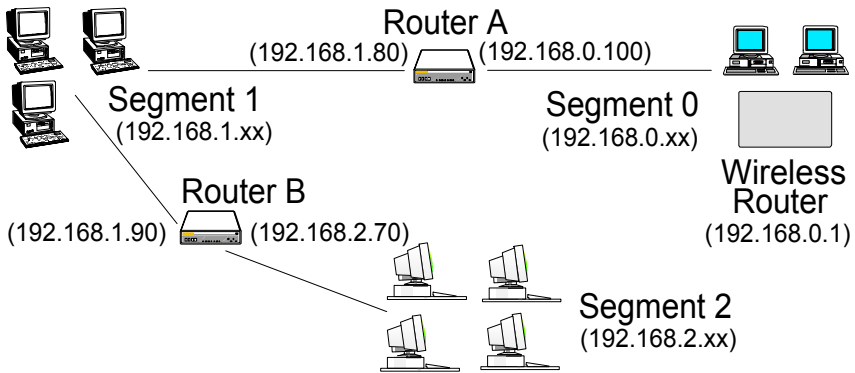 Router A
(192.168.1.80)
(192.168.0.100)
Segment 1
(192.168.1.xx)
Segment 0
(192.168.0.xx)
Wireless
Router
(192.168.0.1)
Router B
(192.168.1.90)
(192.168.2.70)
Segment 2
(192.168.2.xx)